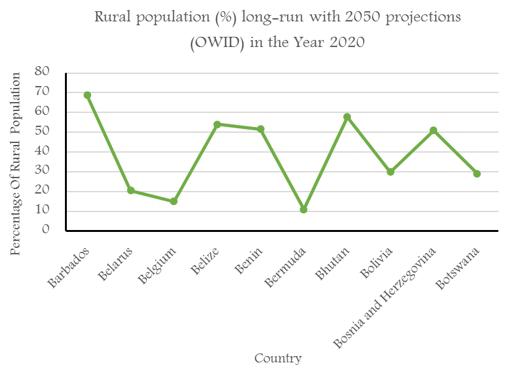 Rural population (%) long-run with 2050 projections
(OWID) in the Year 2020
Percentage Of Rural Population
80
70
60
50
40
30
20
10
0
Barbados
Belarus
Belgium
Belize
Benin
Bermuda
Bhutan
Bolivia
Bosnia and Herzegovina
Botswana
Country